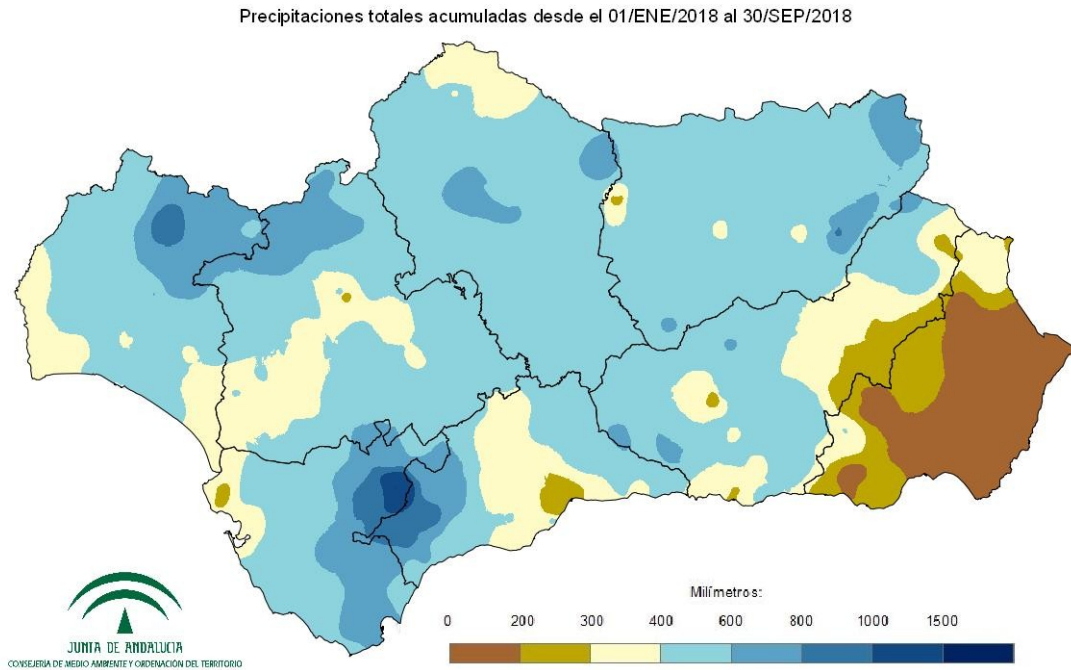 Precipitaciones totales acumuladas desde el 01/ENE/2018 al 30/SEP/2018
Milímetros:
0 200 300 400 600 800 1000 1500
JUNTA DE ANDALUCIA
CONSEJERIA DE MEDIO AMBIENTE Y ORDENACIÓN DEL TERRITORIO